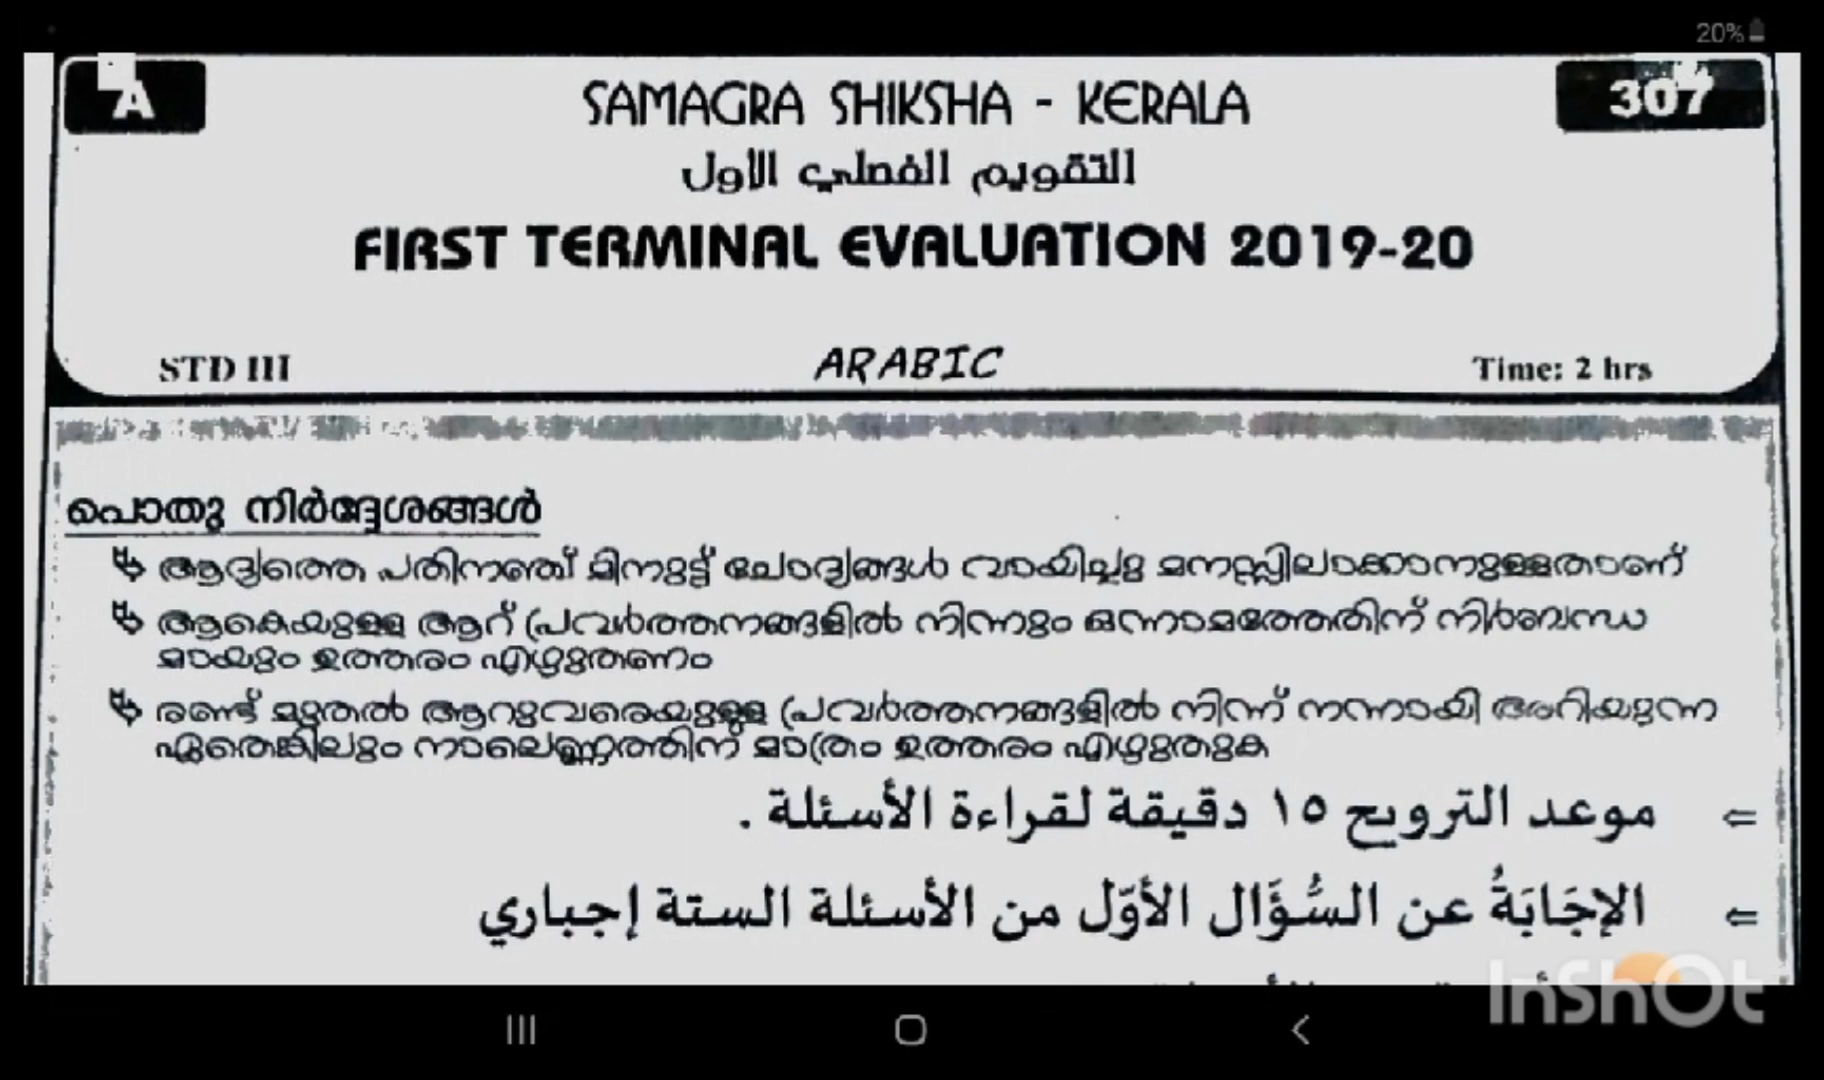 20%
A
307
SAMAGRA SHIKSHA - KERALA
التقويم الفصلي الأول
FIRST TERMINAL EVALUATION 2019-20
STD III
ARABIC
Time: 2 hrs
പൊതു നിർദ്ദേശങ്ങൾ
ആദ്യത്തെ പതിനഞ്ച് മിനുട്ട് ചോദ്യങ്ങൾ വായിച്ചു മനസ്സിലാക്കാനുള്ളതാണ്
ആകെയുള്ള ആറ് പ്രവർത്തനങ്ങളിൽ നിന്നും ഒന്നാമത്തേതിന് നിർബന്ധ
മായും ഉത്തരം എഴുതണം
രണ്ട് മുതൽ ആറുവരെയുള്ള പ്രവർത്തനങ്ങളിൽ നിന്ന് നന്നായി അറിയുന്ന
ഏതെങ്കിലും നാലെണ്ണത്തിന് മാത്രം ഉത്തരം എഴുതുക
⇐ موعد الترويح ١٥ دقيقة لقراءة الأسئلة .
⇐ الإجَابَةُ عن السُّؤَال الأوّل من الأسئلة الستة إجباري
InShOt